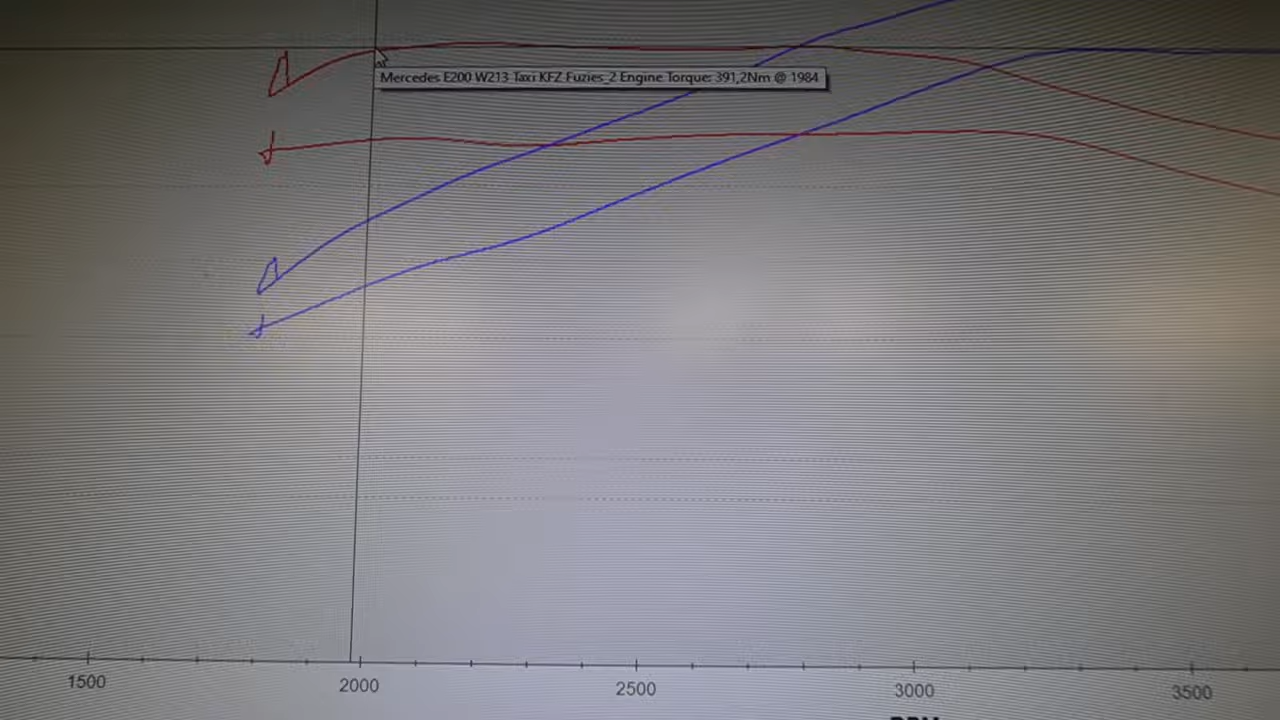 Mercedes E200 W213 Taxi KFZ Fuzies_2 Engine Torque: 391,2Nm @ 1984
1500 2000 2500 3000 3500